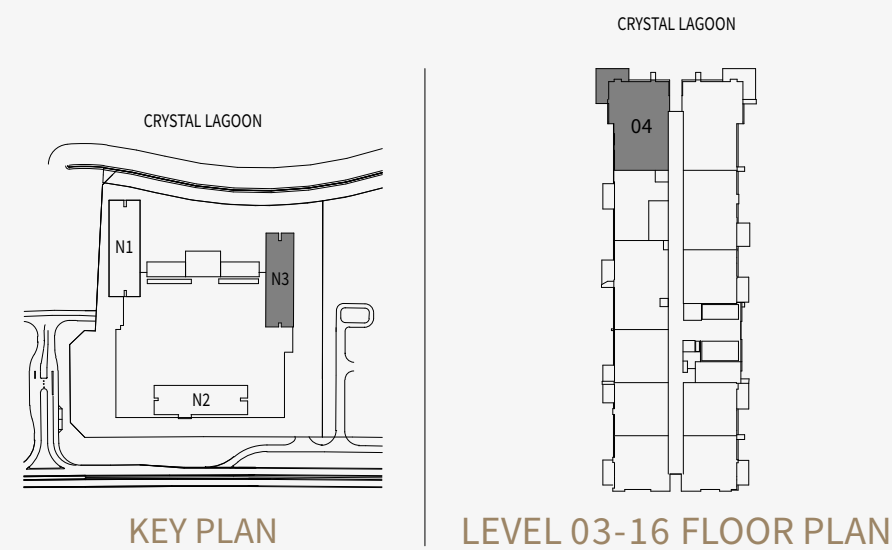 CRYSTAL LAGOON
N1
N3
N2
KEY PLAN
CRYSTAL LAGOON
04
LEVEL 03-16 FLOOR PLAN